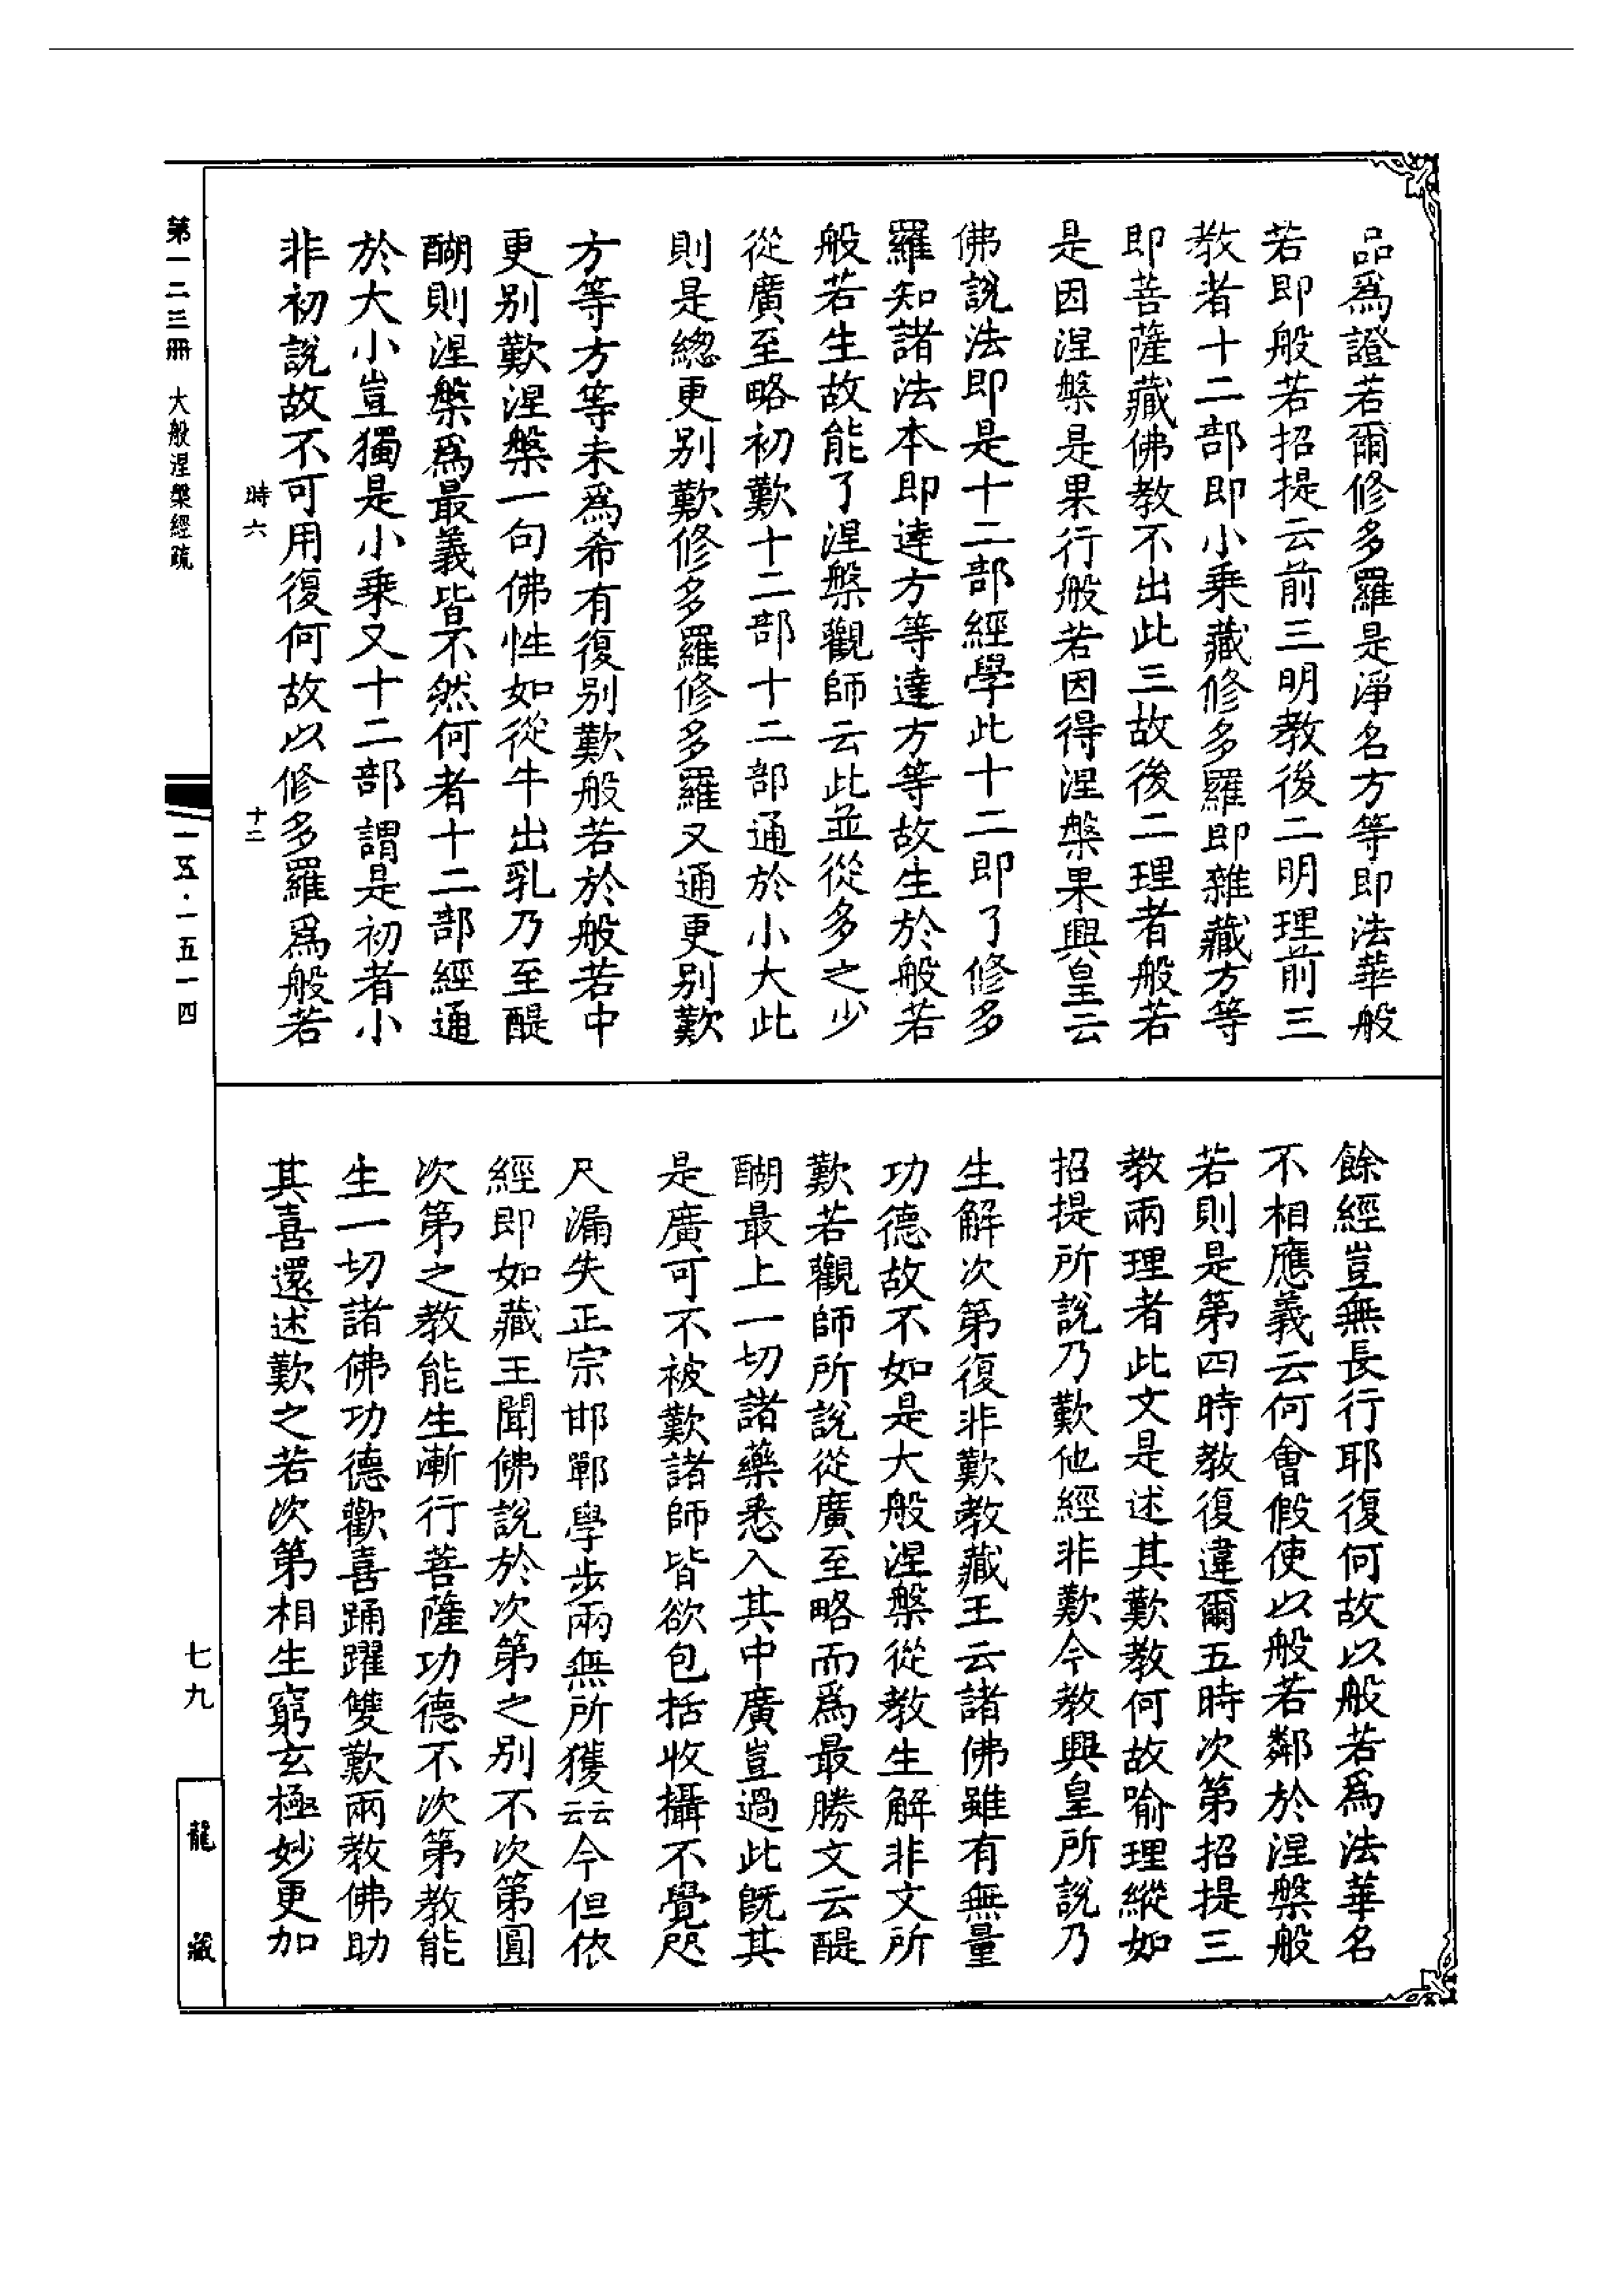 品爲證若爾修多羅是淨名方等即法華般
若即般若招提云前三明教後二明理前三
教者十二部即小乘藏修多羅即雜藏方等
即菩薩藏佛教不出此三故後二理者般若
是因涅槃是果行般若因得涅槃果興皇云
佛說法即是十二部經學此十二即了修多
羅知諸法本即達方等達方等故生於般若
般若生故能了涅槃觀師云此並從多之少
從廣至略初歎十二部十二部通於小大此
則是總更別歎修多羅修多羅又通更別歎
方等方等未爲希有復別歎般若於般若中
更別歎涅槃一句佛性如從牛出乳乃至醍
醐則涅槃爲最義皆不然何者十二部經通
於大小豈獨是小乘又十二部謂是初者小
非初說故不可用復何故以修多羅爲般若
時六
十二
餘經豈無長行耶復何故以般若爲法華名
不相應義云何會假使以般若鄰於涅槃般
若則是第四時教復違爾五時次第招提三
教兩理者此文是述其歎教何故喻理縱如
招提所說乃歎他經非歎今教興皇所說乃
生解次第復非歎教藏王云諸佛雖有無量
功德故不如是大般涅槃從教生解非文所
歎若觀師所說從廣至略而爲最勝文云醍
醐最上一切諸藥悉入其中廣豈過此旣其
是廣可不被歎諸師皆欲包括收攝不覺咫
尺漏失正宗邯鄲學步兩無所獲云云今但依
經即如藏王聞佛說於次第之別不次第圓
次第之教能生漸行菩薩功德不次第教能
生一切諸佛功德歡喜踊躍雙歎兩教佛助
其喜還述歎之若次第相生窮玄極妙更加
第一二三冊 大般涅槃經疏
一五·一五一四
七九
龍藏